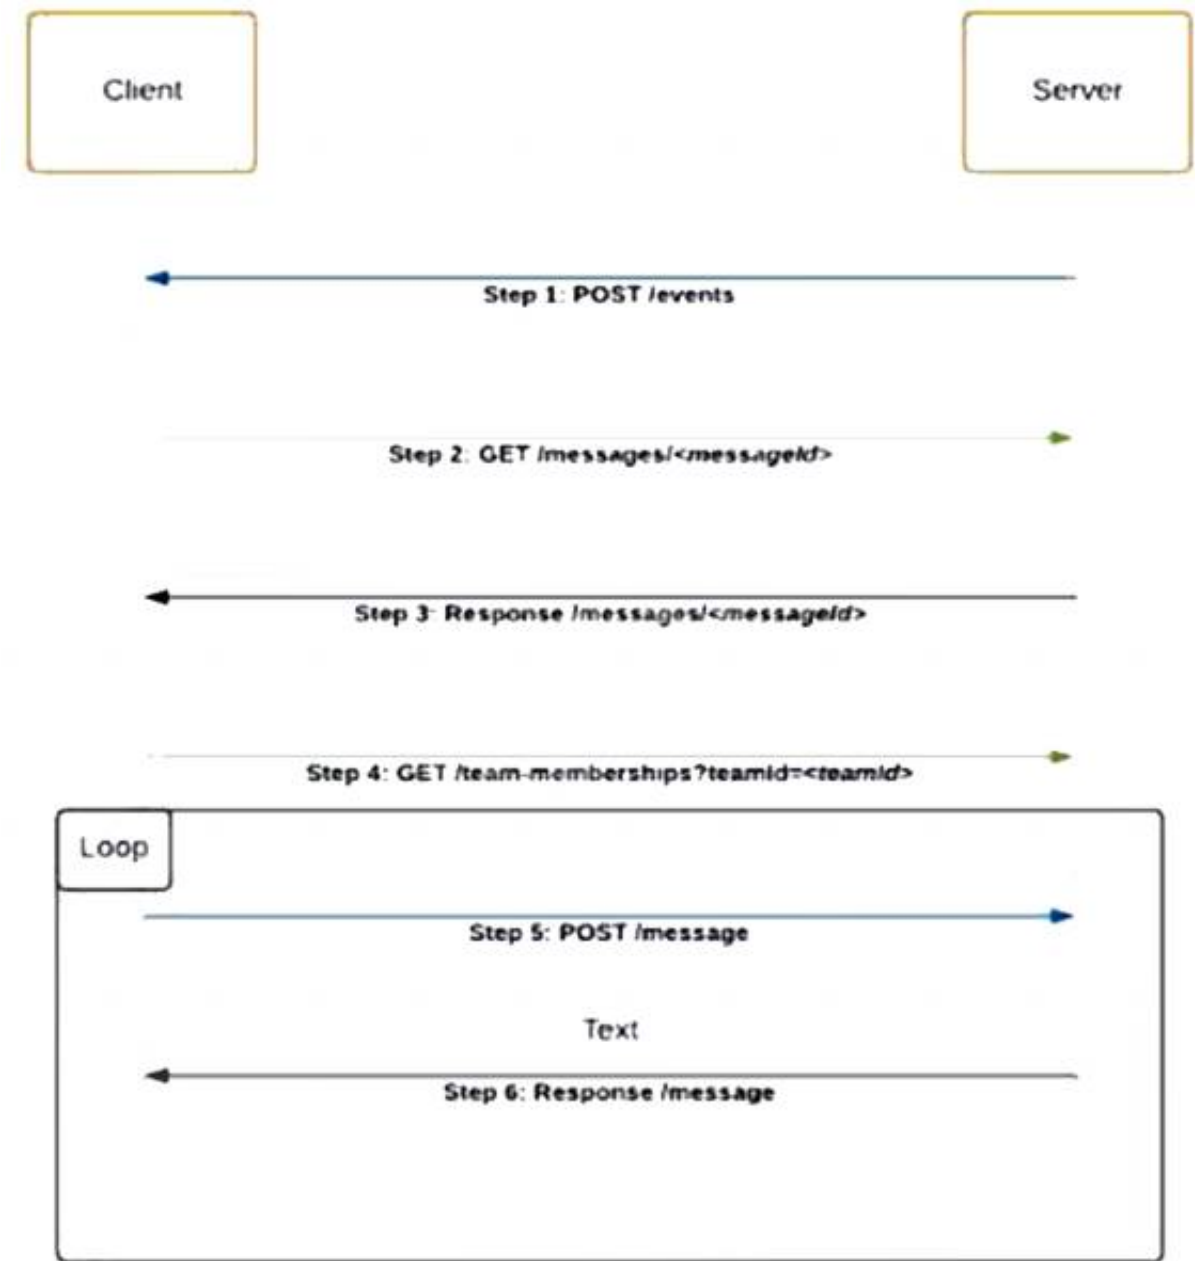 Client
Server
Step 1: POST /events
Step 2: GET /messages/<messageId>
Step 3: Response /messages/<messageId>
Step 4: GET /team-memberships?teamId=<teamId>
Loop
Step 5: POST /message
Text
Step 6: Response /message